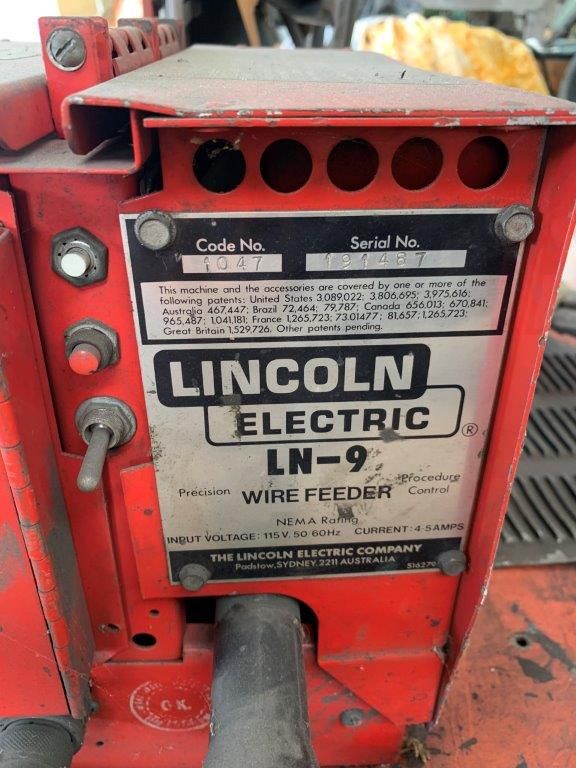 Code No. Serial No.
1047 191487
This machine and the accessories are covered by one or more of the
following patents: United States 3,089,022; 3,806,695; 3,975,616;
Australia 467,447; Brazil 72,464; 79,787; Canada 656,013; 670,841;
965,487; 1,041,181; France 1,265,723; 73.01477; 81,657; 1,265,723;
Great Britain 1,529,726. Other patents pending.
LINCOLN
ELECTRIC ®
LN-9
Precision WIRE FEEDER Procedure
Control
NEMA Rating
INPUT VOLTAGE: 115 V. 50/60Hz CURRENT: 4·5 AMPS
THE LINCOLN ELECTRIC COMPANY
Padstow, SYDNEY. 2211 AUSTRALIA S16270
O.K.